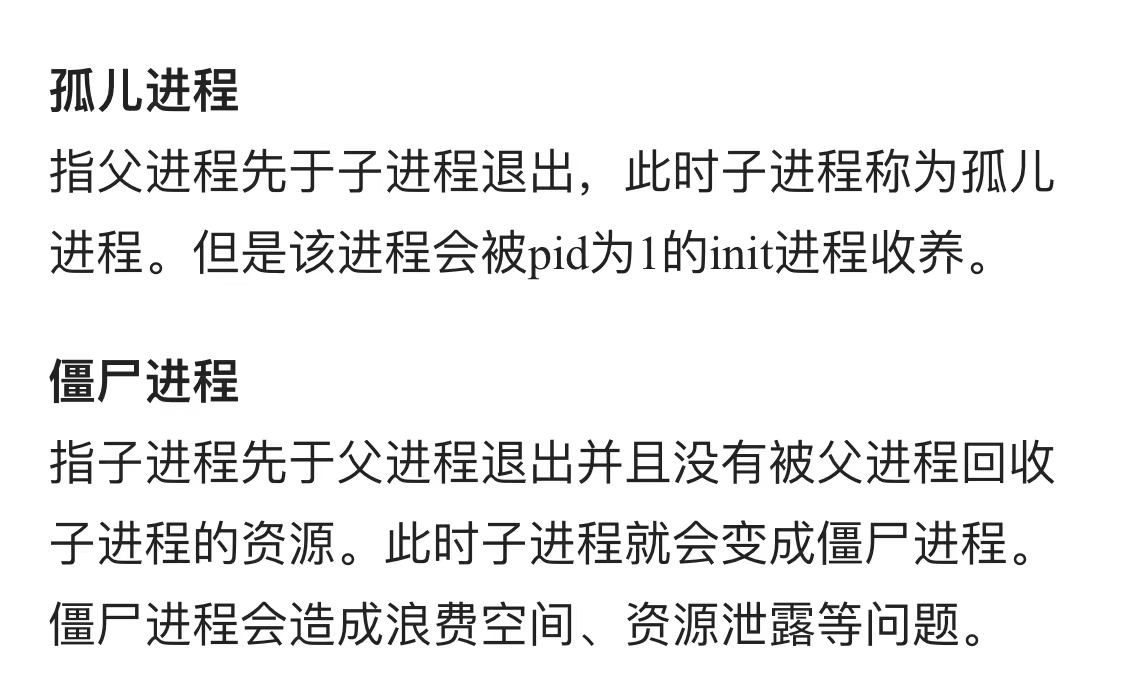 孤儿进程
指父进程先于子进程退出，此时子进程称为孤儿
进程。但是该进程会被pid为1的init进程收养。
僵尸进程
指子进程先于父进程退出并且没有被父进程回收
子进程的资源。此时子进程就会变成僵尸进程。
僵尸进程会造成浪费空间、资源泄露等问题。